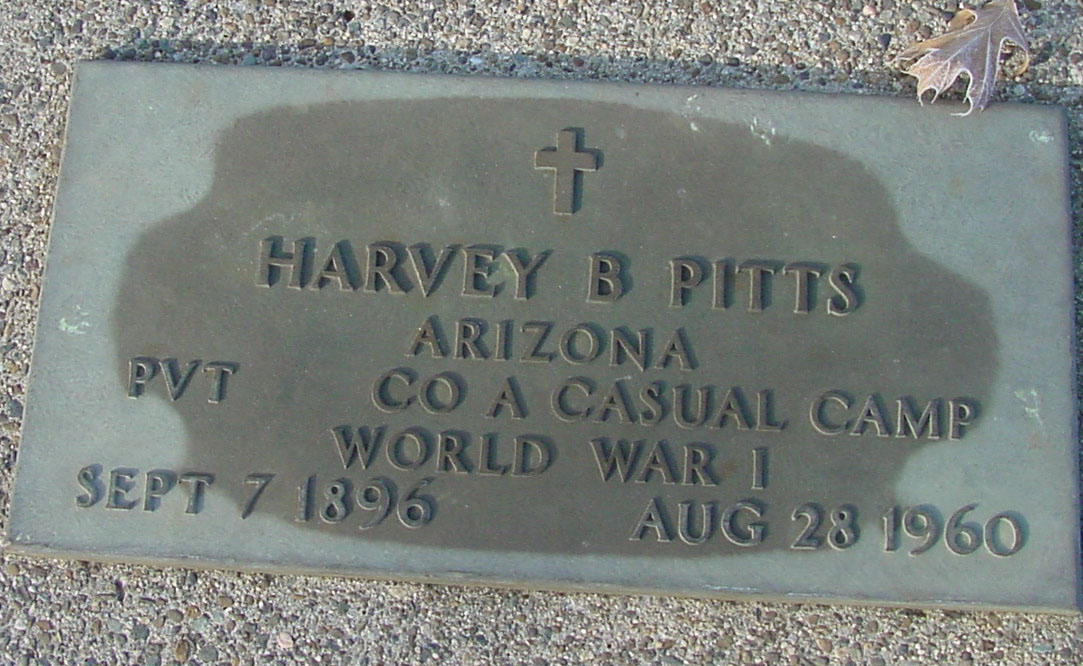 HARVEY B PITTS
ARIZONA
PVT CO A CASUAL CAMP
WORLD WAR I
SEPT 7 1896 AUG 28 1960